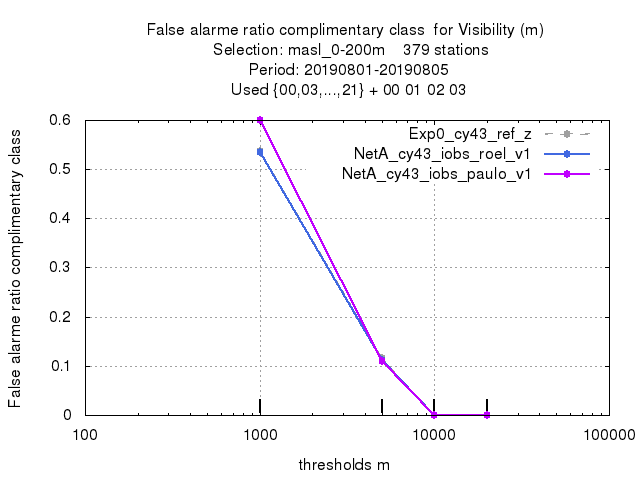 False alarme ratio complimentary class  for Visibility (m)
Selection: masl_0-200m    379 stations
Period: 20190801-20190805
Used {00,03,...,21} + 00 01 02 03
False alarme ratio complimentary class
0.6
0.5
0.4
0.3
0.2
0.1
0
Exp0_cy43_ref_z
NetA_cy43_iobs_roel_v1
NetA_cy43_iobs_paulo_v1
100 1000 10000 100000
thresholds m